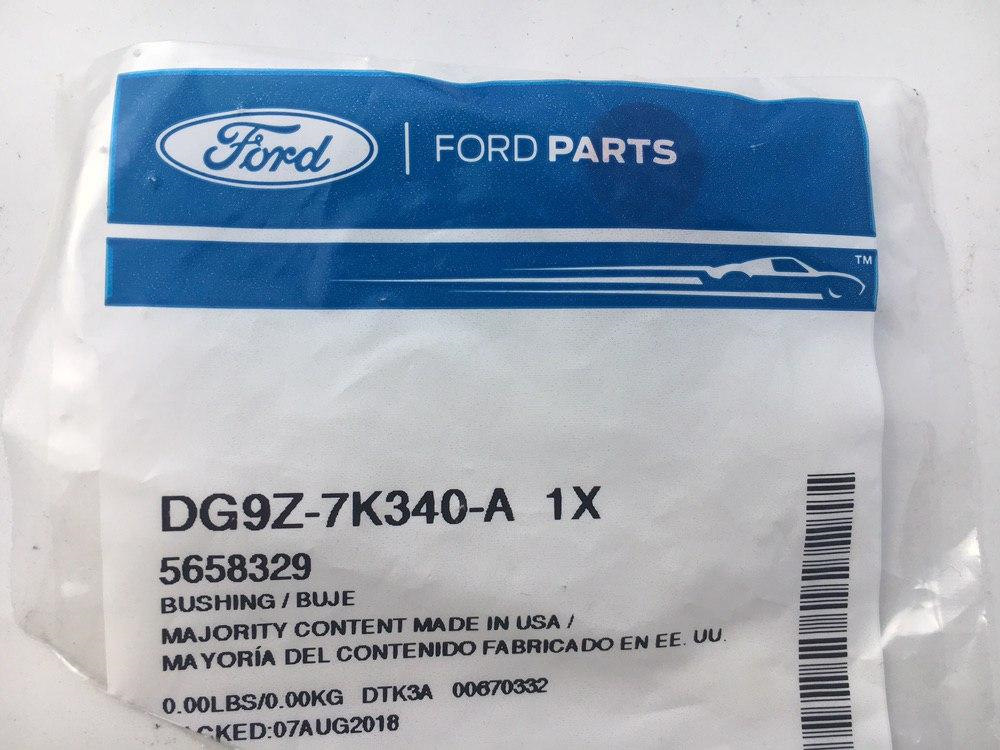 Ford | FORD PARTS
TM
DG9Z-7K340-A 1X
5658329
BUSHING / BUJE
MAJORITY CONTENT MADE IN USA /
MAYORÍA DEL CONTENIDO FABRICADO EN EE. UU.
0.00LBS/0.00KG DTK3A 00670332
CKED:07AUG2018